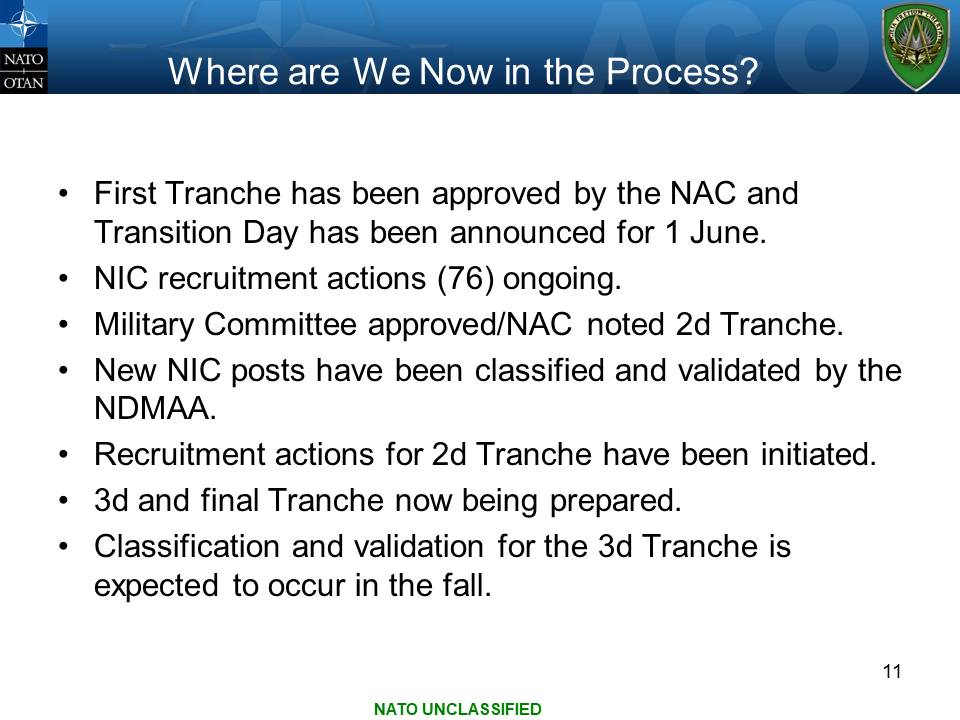 NATO
OTAN
ACO
Where are We Now in the Process?
• First Tranche has been approved by the NAC and
Transition Day has been announced for 1 June.
• NIC recruitment actions (76) ongoing.
• Military Committee approved/NAC noted 2d Tranche.
• New NIC posts have been classified and validated by the
NDMAA.
• Recruitment actions for 2d Tranche have been initiated.
• 3d and final Tranche now being prepared.
• Classification and validation for the 3d Tranche is
expected to occur in the fall.
11
NATO UNCLASSIFIED